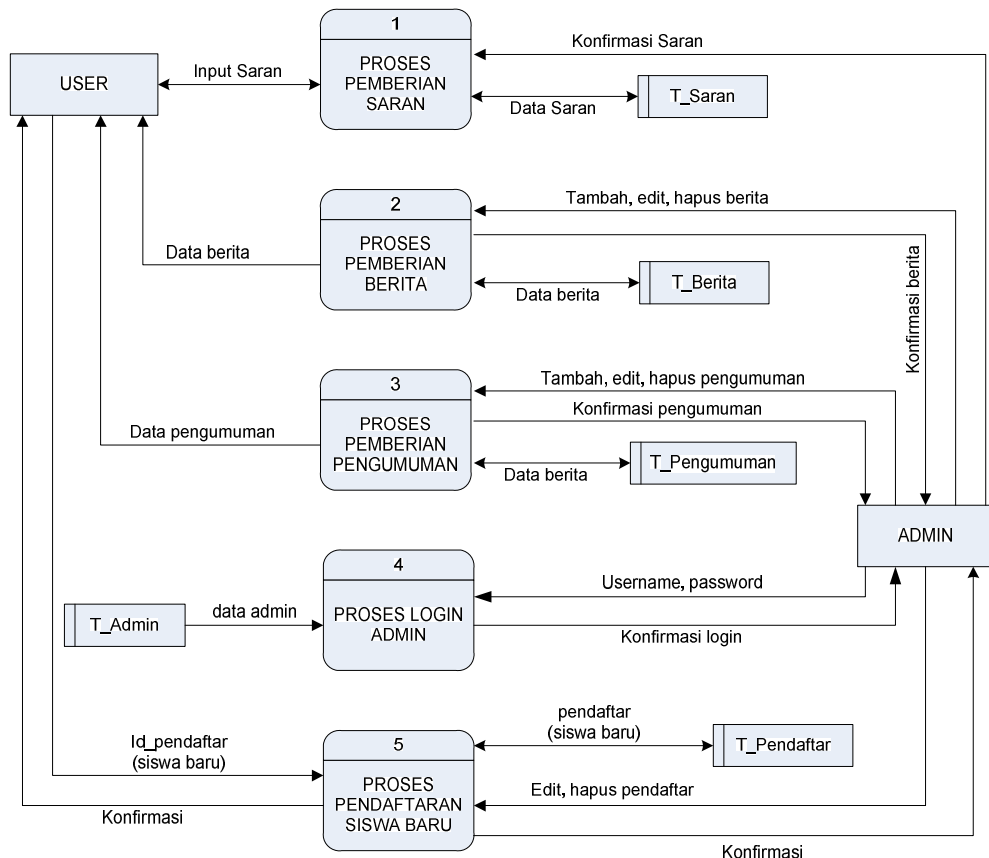 USER
Input Saran
1
PROSES
PEMBERIAN
SARAN
Konfirmasi Saran
Data Saran
T_Saran
2
PROSES
PEMBERIAN
BERITA
Tambah, edit, hapus berita
Data berita
Data berita
T_Berita
Konfirmasi berita
3
PROSES
PEMBERIAN
PENGUMUMAN
Tambah, edit, hapus pengumuman
Konfirmasi pengumuman
Data pengumuman
Data berita
T_Pengumuman
ADMIN
4
PROSES LOGIN
ADMIN
Username, password
Konfirmasi login
T_Admin
data admin
5
PROSES
PENDAFTARAN
SISWA BARU
Id_pendaftar
(siswa baru)
Konfirmasi
pendaftar
(siswa baru)
T_Pendaftar
Edit, hapus pendaftar
Konfirmasi